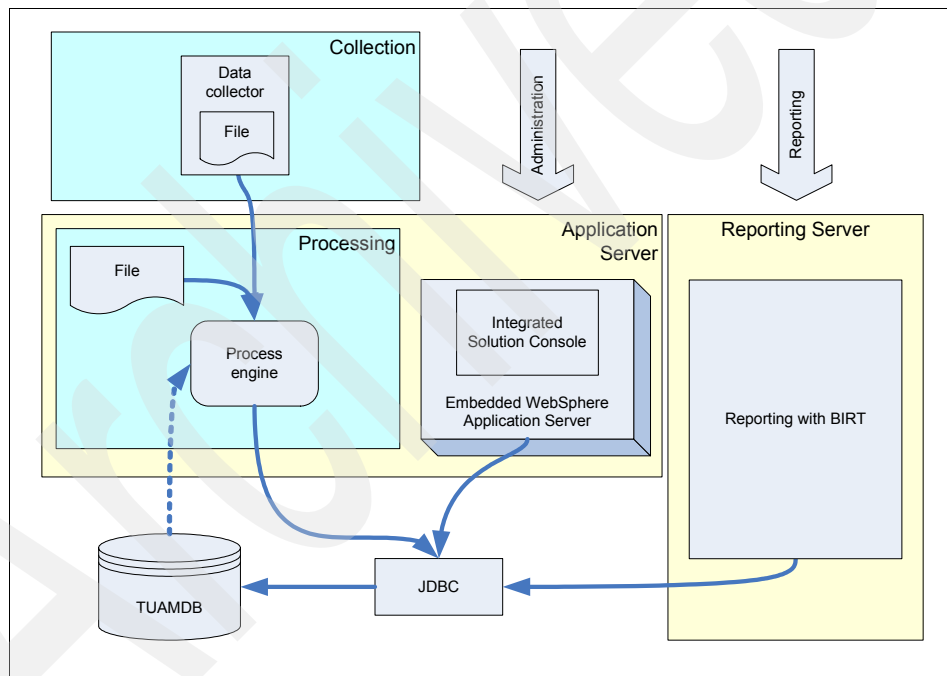 Collection
Data
collector
File
Administration
Reporting
Processing
Application
Server
Reporting Server
File
Process
engine
Integrated
Solution Console
Embedded WebSphere
Application Server
Reporting with BIRT
JDBC
TUAMDB
Archived